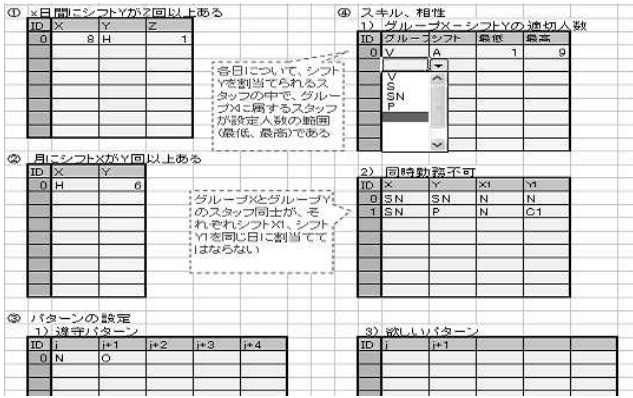 ① x日間にシフトYがZ回以上ある
ID X Y Z
0 8 H 1
④ スキル、相性
1) グループX-シフトYの適切人数
ID グループ シフト 最低 最高
0 V A 1 9
V
S
SN
P
各日について、シフト
Yを割当てられるス
タッフの中で、グルー
プXに属するスタッフ
が設定人数の範囲
(最低、最高)である
② 月にシフトXがY回以上ある
ID X Y
0 H 6
2) 同時勤務不可
ID X Y X1 Y1
0 SN SN N N
1 SN P N C1
グループXとグループY
のスタッフ同士が、そ
れぞれシフトX1、シフト
Y1を同じ日に割当てて
はならない
③ パターンの設定
1) 遵守パターン
ID j j+1 j+2 j+3 j+4
0 N O
3) 欲しいパターン
ID j j+1